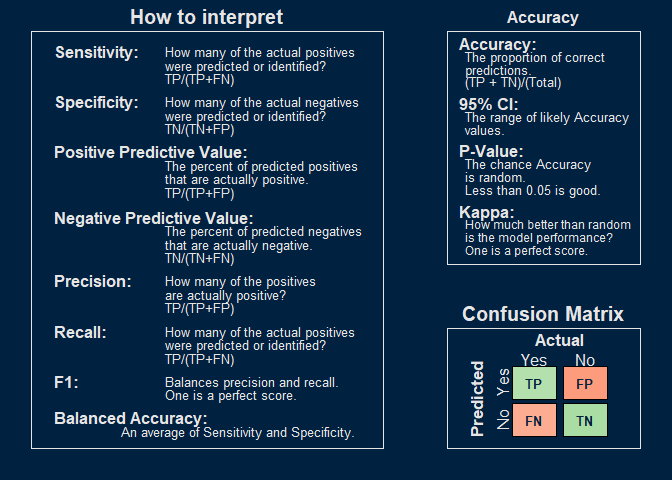 How to interpret
Sensitivity:
How many of the actual positives
were predicted or identified?
TP/(TP+FN)
Specificity:
How many of the actual negatives
were predicted or identified?
TN/(TN+FP)
Positive Predictive Value:
The percent of predicted positives
that are actually positive.
TP/(TP+FP)
Negative Predictive Value:
The percent of predicted negatives
that are actually negative.
TN/(TN+FN)
Precision:
How many of the positives
are actually positive?
TP/(TP+FP)
Recall:
How many of the actual positives
were predicted or identified?
TP/(TP+FN)
F1:
Balances precision and recall.
One is a perfect score.
Balanced Accuracy:
An average of Sensitivity and Specificity.
Accuracy
Accuracy:
The proportion of correct
predictions.
(TP + TN)/(Total)
95% CI:
The range of likely Accuracy
values.
P-Value:
The chance Accuracy
is random.
Less than 0.05 is good.
Kappa:
How much better than random
is the model performance?
One is a perfect score.
Confusion Matrix
Actual
Yes No
Predicted
Yes
TP FP
No
FN TN